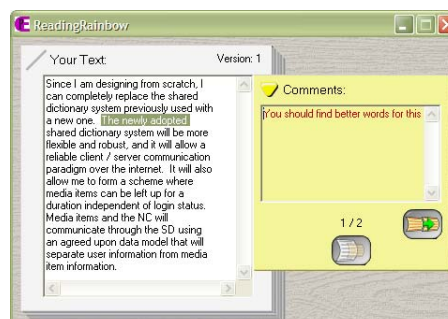 ReadingRainbow
Your Text:
Version: 1
Since I am designing from scratch, I
can completely replace the shared
dictionary system previously used with
a new one. The newly adopted
shared dictionary system will be more
flexible and robust, and it will allow a
reliable client / server communication
paradigm over the internet. It will also
allow me to form a scheme where
media items can be left up for a
duration independent of login status.
Media items and the NC will
communicate through the SD using
an agreed upon data model that will
separate user information from media
item information.
Comments:
You should find better words for this
1 / 2